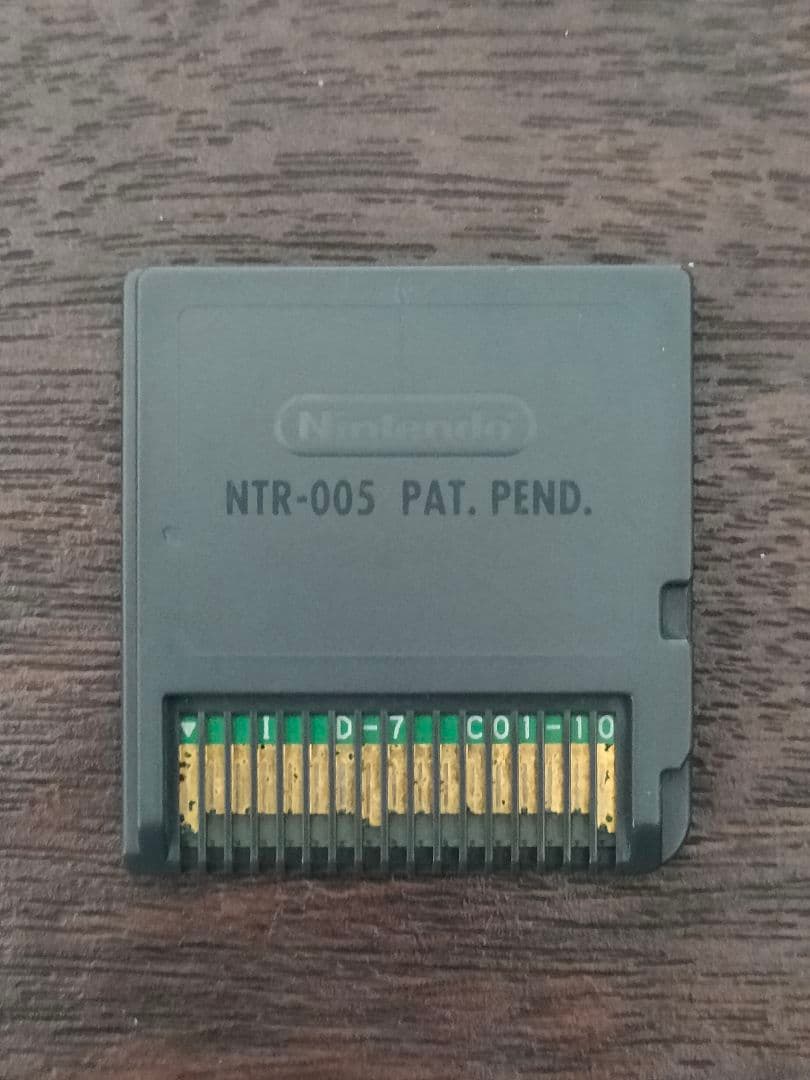 Nintendo
NTR-005 PAT. PEND.
▼ I D-7 C01-10